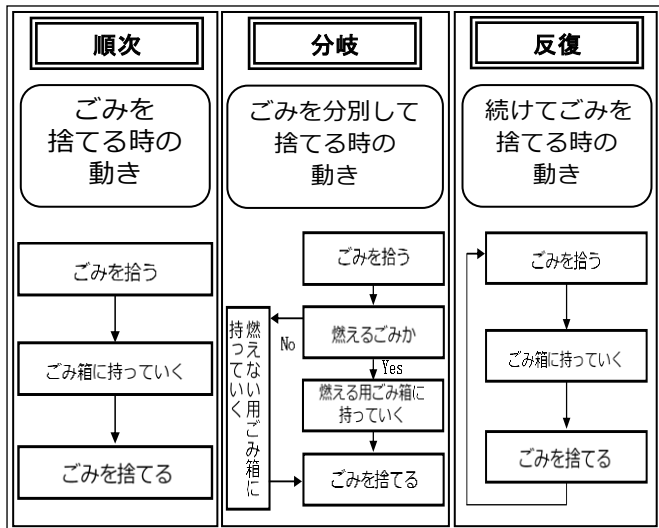 順次
ごみを
捨てる時の
動き
ごみを拾う
ごみ箱に持っていく
ごみを捨てる
分岐
ごみを分別して
捨てる時の
動き
ごみを拾う
燃えるごみか
No
Yes
燃えない用ごみ箱に
持っていく
燃える用ごみ箱に
持っていく
ごみを捨てる
反復
続けてごみを
捨てる時の
動き
ごみを拾う
ごみ箱に持っていく
ごみを捨てる